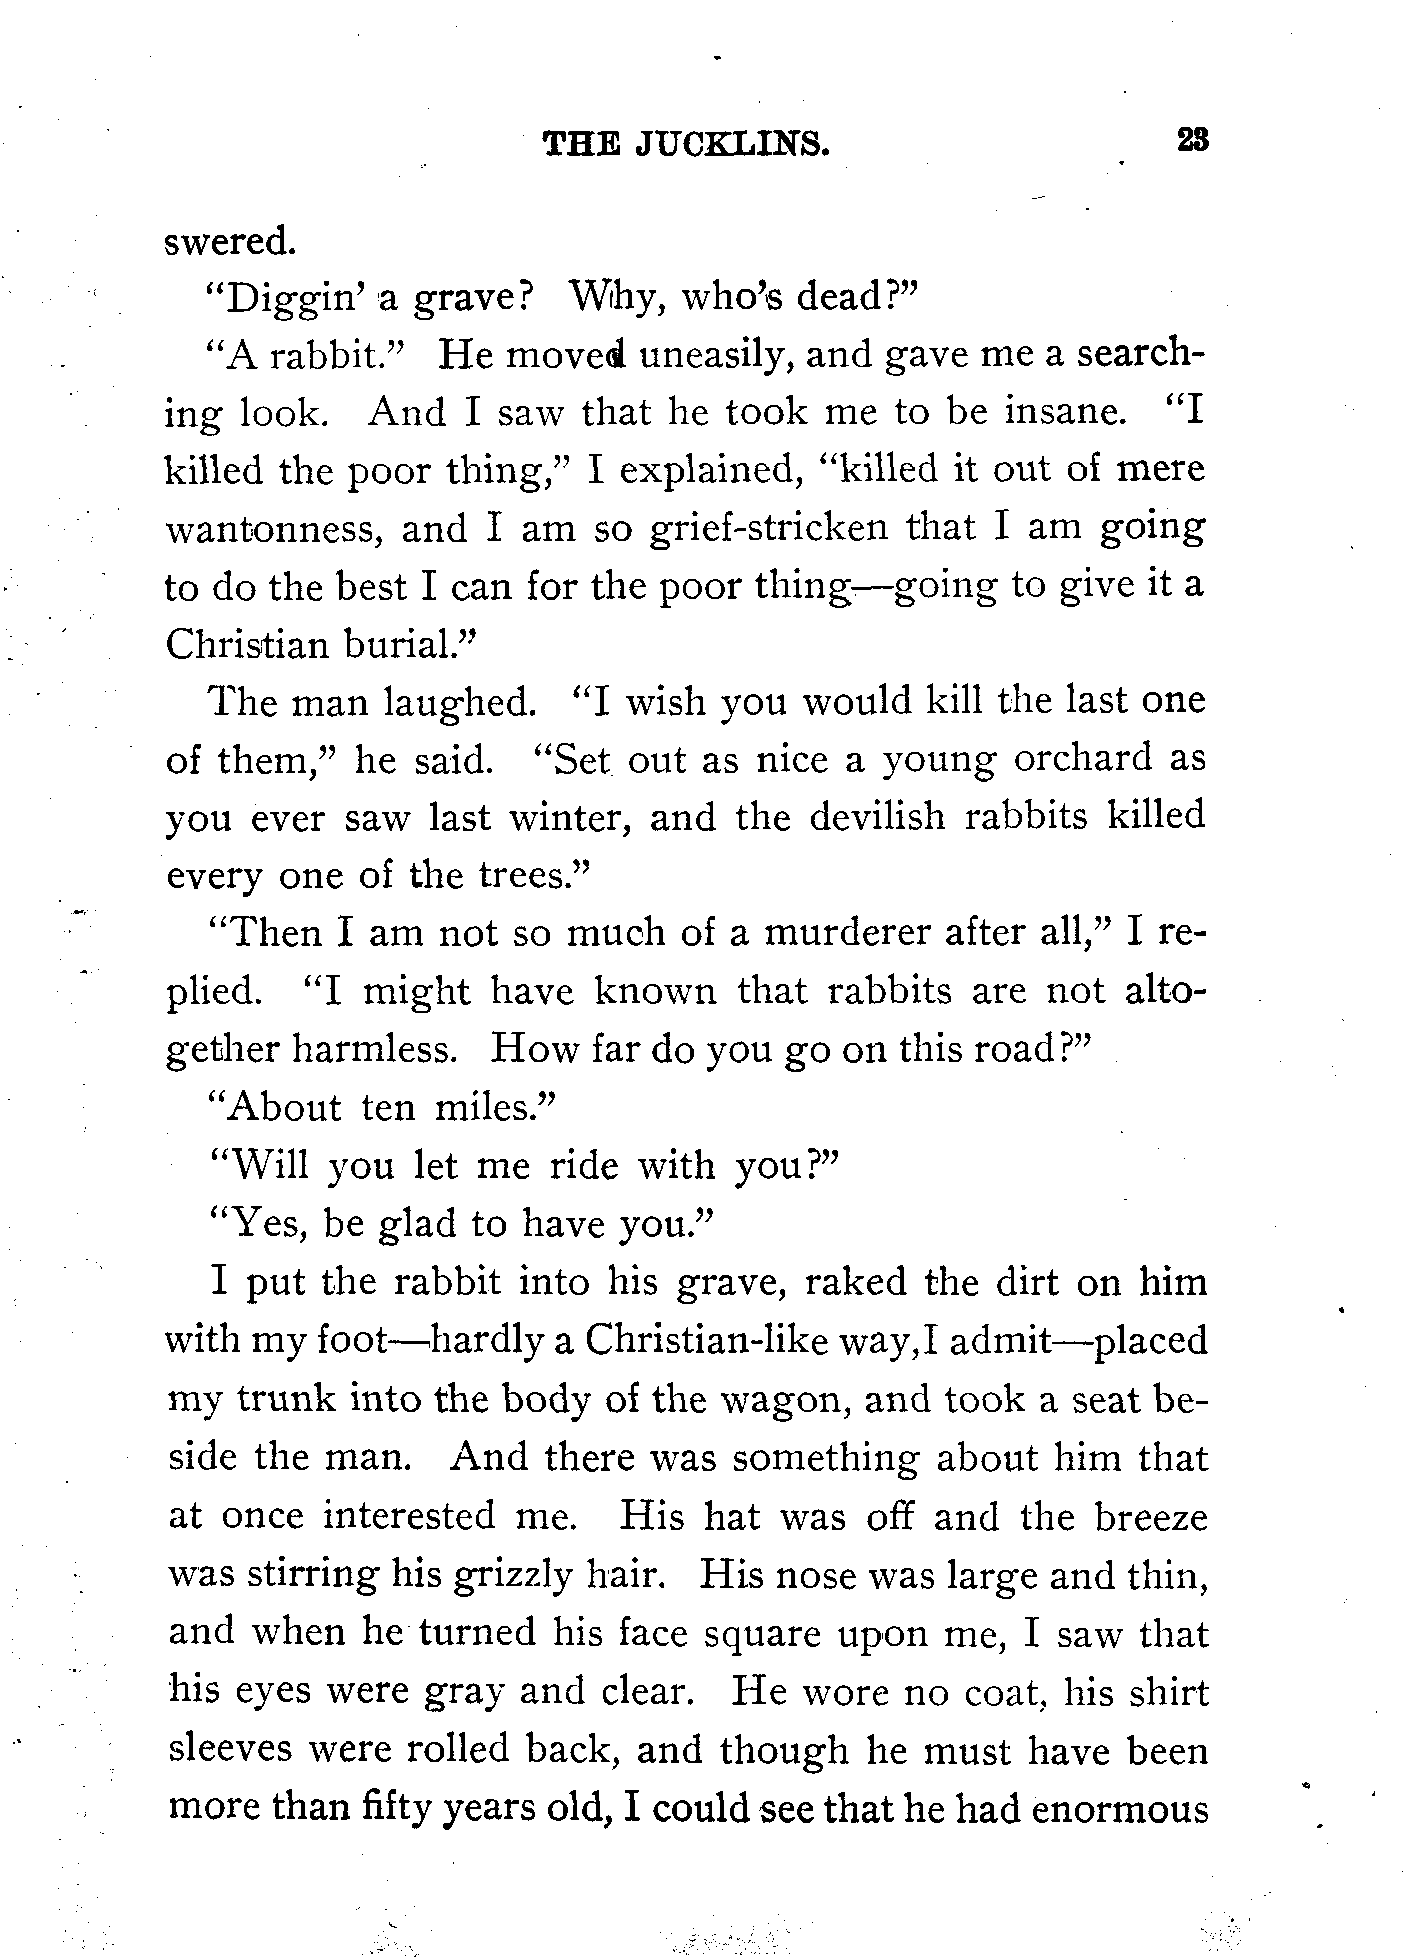 THE JUCKLINS. 23
swered.
“Diggin’ a grave? Why, who’s dead?”
“A rabbit.” He moved uneasily, and gave me a search-
ing look. And I saw that he took me to be insane. “I
killed the poor thing,” I explained, “killed it out of mere
wantonness, and I am so grief-stricken that I am going
to do the best I can for the poor thing—going to give it a
Christian burial.”
The man laughed. “I wish you would kill the last one
of them,” he said. “Set out as nice a young orchard as
you ever saw last winter, and the devilish rabbits killed
every one of the trees.”
“Then I am not so much of a murderer after all,” I re-
plied. “I might have known that rabbits are not alto-
gether harmless. How far do you go on this road?”
“About ten miles.”
“Will you let me ride with you?”
“Yes, be glad to have you.”
I put the rabbit into his grave, raked the dirt on him
with my foot—hardly a Christian-like way,I admit—placed
my trunk into the body of the wagon, and took a seat be-
side the man. And there was something about him that
at once interested me. His hat was off and the breeze
was stirring his grizzly hair. His nose was large and thin,
and when he turned his face square upon me, I saw that
his eyes were gray and clear. He wore no coat, his shirt
sleeves were rolled back, and though he must have been
more than fifty years old, I could see that he had enormous